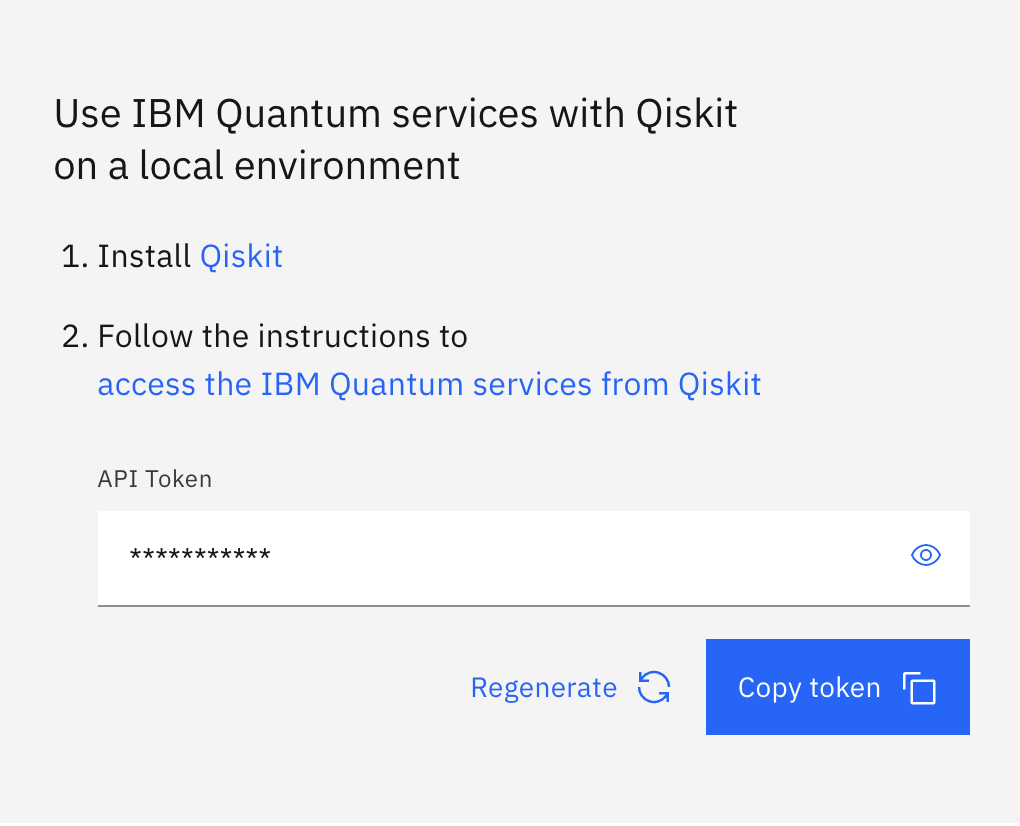 Use IBM Quantum services with Qiskit
on a local environment
1. Install Qiskit
2. Follow the instructions to
access the IBM Quantum services from Qiskit
API Token
***********
Regenerate
Copy token